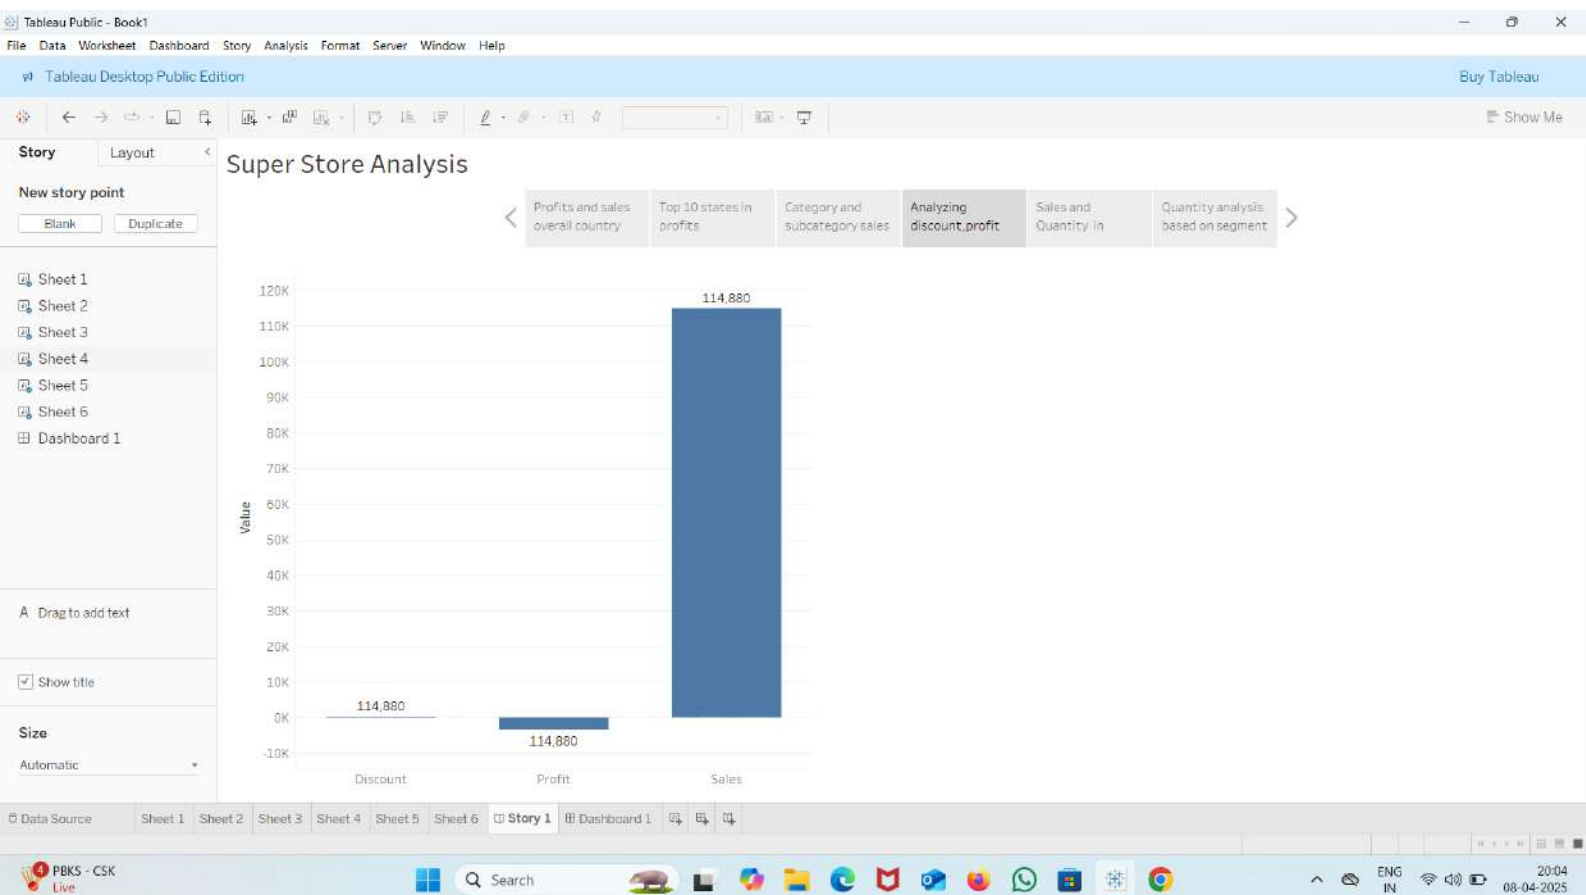 Tableau Public - Book1
File Data Worksheet Dashboard Story Analysis Format Server Window Help
Tableau Desktop Public Edition
Buy Tableau
Show Me
Story Layout
New story point
Blank Duplicate
Sheet 1
Sheet 2
Sheet 3
Sheet 4
Sheet 5
Sheet 6
Dashboard 1
A Drag to add text
Show title
Size
Automatic
Super Store Analysis
Profits and sales
overall country
Top 10 states in
profits
Category and
subcategory sales
Analyzing
discount,profit
Sales and
Quantity in
Quantity analysis
based on segment
120K
110K
100K
90K
80K
70K
60K
50K
40K
30K
20K
10K
0K
-10K
Value
114,880
114,880
114,880
Discount Profit Sales
Data Source Sheet 1 Sheet 2 Sheet 3 Sheet 4 Sheet 5 Sheet 6 Story 1 Dashboard 1
4
PBKS - CSK
Live
Search
ENG
IN
20:04
08-04-2025